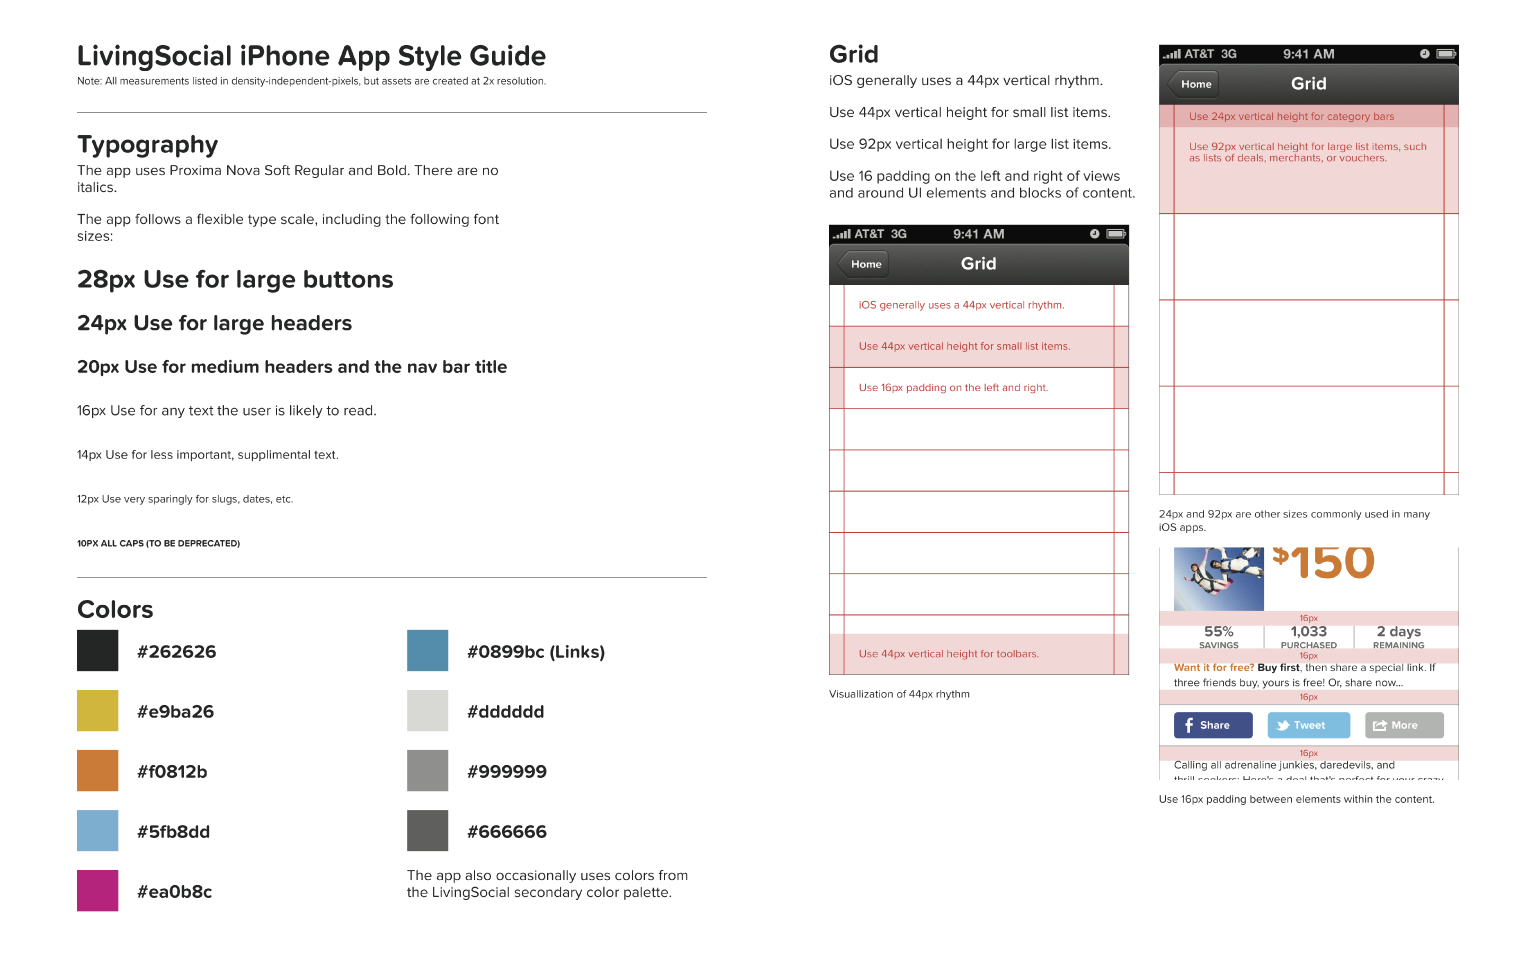 LivingSocial iPhone App Style Guide
Note: All measurements listed in density-independent-pixels, but assets are created at 2x resolution.
Typography
The app uses Proxima Nova Soft Regular and Bold. There are no
italics.
The app follows a flexible type scale, including the following font
sizes:
28px Use for large buttons
24px Use for large headers
20px Use for medium headers and the nav bar title
16px Use for any text the user is likely to read.
14px Use for less important, supplimental text.
12px Use very sparingly for slugs, dates, etc.
10PX ALL CAPS (TO BE DEPRECATED)
Colors
#262626
#e9ba26
#f0812b
#5fb8dd
#ea0b8c
#0899bc (Links)
#dddddd
#999999
#666666
The app also occasionally uses colors from
the LivingSocial secondary color palette.
Grid
iOS generally uses a 44px vertical rhythm.
Use 44px vertical height for small list items.
Use 92px vertical height for large list items.
Use 16 padding on the left and right of views
and around UI elements and blocks of content.
AT&T 3G 9:41 AM
Home Grid
iOS generally uses a 44px vertical rhythm.
Use 44px vertical height for small list items.
Use 16px padding on the left and right.
Use 44px vertical height for toolbars.
Visuallization of 44px rhythm
AT&T 3G 9:41 AM
Home Grid
Use 24px vertical height for category bars
Use 92px vertical height for large list items, such
as lists of deals, merchants, or vouchers.
24px and 92px are other sizes commonly used in many
iOS apps.
$150
16px
55% 1,033 2 days
SAVINGS PURCHASED REMAINING
16px
Want it for free? Buy first, then share a special link. If
three friends buy, yours is free! Or, share now...
16px
Share Tweet More
16px
Calling all adrenaline junkies, daredevils, and
thrill seekers: Here's a deal that's perfect for your crazy
Use 16px padding between elements within the content.